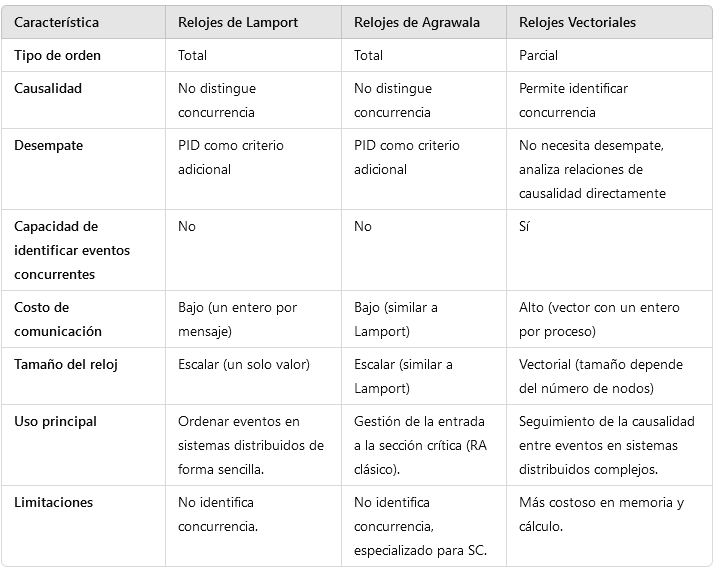 Característica
Relojes de Lamport
Relojes de Agrawala
Relojes Vectoriales
Tipo de orden
Total
Total
Parcial
Causalidad
No distingue
concurrencia
No distingue
concurrencia
Permite identificar
concurrencia
Desempate
PID como criterio
adicional
PID como criterio
adicional
No necesita desempate,
analiza relaciones de
causalidad directamente
Capacidad de
identificar eventos
concurrentes
No
No
Sí
Costo de
comunicación
Bajo (un entero por
mensaje)
Bajo (similar a
Lamport)
Alto (vector con un entero
por proceso)
Tamaño del reloj
Escalar (un solo valor)
Escalar (similar a
Lamport)
Vectorial (tamaño depende
del número de nodos)
Uso principal
Ordenar eventos en
sistemas distribuidos de
forma sencilla.
Gestión de la entrada
a la sección crítica (RA
clásico).
Seguimiento de la causalidad
entre eventos en sistemas
distribuidos complejos.
Limitaciones
No identifica
concurrencia.
No identifica
concurrencia,
especializado para SC.
Más costoso en memoria y
cálculo.